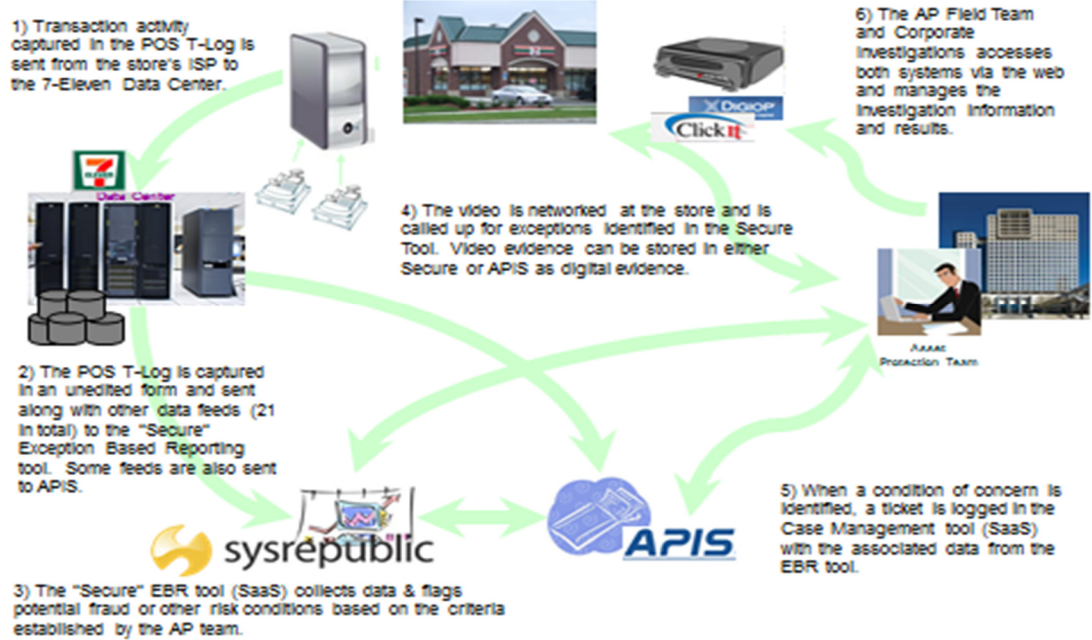 1) Transaction activity
captured in the POS T-Log is
sent from the store's ISP to
the 7-Eleven Data Center.
6) The AP Field Team
and Corporate
Investigations accesses
both systems via the web
and manages the
investigation information
and results.
DIGIOP
ClickIt
7
ELEVEN
Data Center
4) The video is networked at the store and is
called up for exceptions identified in the Secure
Tool. Video evidence can be stored in either
Secure or APIS as digital evidence.
Asset
Protection Team
2) The POS T-Log is captured
in an unedited form and sent
along with other data feeds (21
in total) to the "Secure"
Exception Based Reporting
tool. Some feeds are also sent
to APIS.
5) When a condition of concern is
identified, a ticket is logged in the
Case Management tool (SaaS)
with the associated data from the
EBR tool.
sysrepublic
APIS
3) The "Secure" EBR tool (SaaS) collects data & flags
potential fraud or other risk conditions based on the criteria
established by the AP team.